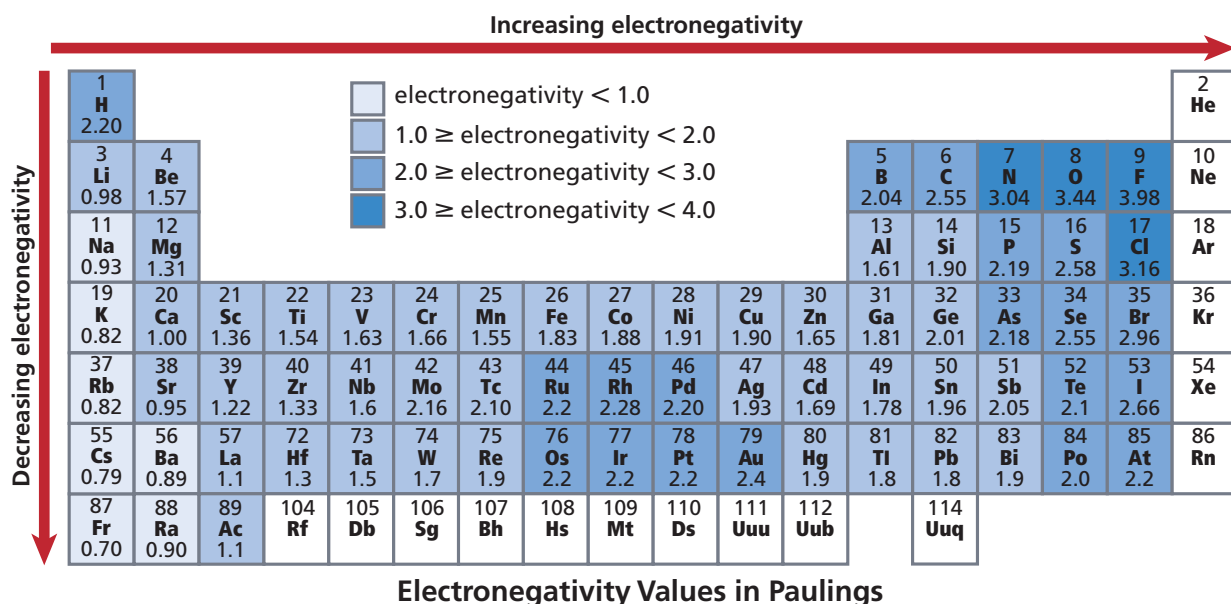 Increasing electronegativity
Decreasing electronegativity
electronegativity < 1.0
1.0 ≥ electronegativity < 2.0
2.0 ≥ electronegativity < 3.0
3.0 ≥ electronegativity < 4.0
1 2
H He
2.20
3 4 5 6 7 8 9 10
Li Be B C N O F Ne
0.98 1.57 2.04 2.55 3.04 3.44 3.98
11 12 13 14 15 16 17 18
Na Mg Al Si P S Cl Ar
0.93 1.31 1.61 1.90 2.19 2.58 3.16
19 20 21 22 23 24 25 26 27 28 29 30 31 32 33 34 35 36
K Ca Sc Ti V Cr Mn Fe Co Ni Cu Zn Ga Ge As Se Br Kr
0.82 1.00 1.36 1.54 1.63 1.66 1.55 1.83 1.88 1.91 1.90 1.65 1.81 2.01 2.18 2.55 2.96
37 38 39 40 41 42 43 44 45 46 47 48 49 50 51 52 53 54
Rb Sr Y Zr Nb Mo Tc Ru Rh Pd Ag Cd In Sn Sb Te I Xe
0.82 0.95 1.22 1.33 1.6 2.16 2.10 2.2 2.28 2.20 1.93 1.69 1.78 1.96 2.05 2.1 2.66
55 56 57 72 73 74 75 76 77 78 79 80 81 82 83 84 85 86
Cs Ba La Hf Ta W Re Os Ir Pt Au Hg TI Pb Bi Po At Rn
0.79 0.89 1.1 1.3 1.5 1.7 1.9 2.2 2.2 2.2 2.4 1.9 1.8 1.8 1.9 2.0 2.2
87 88 89 104 105 106 107 108 109 110 111 112 114
Fr Ra Ac Rf Db Sg Bh Hs Mt Ds Uuu Uub Uuq
0.70 0.90 1.1
Electronegativity Values in Paulings